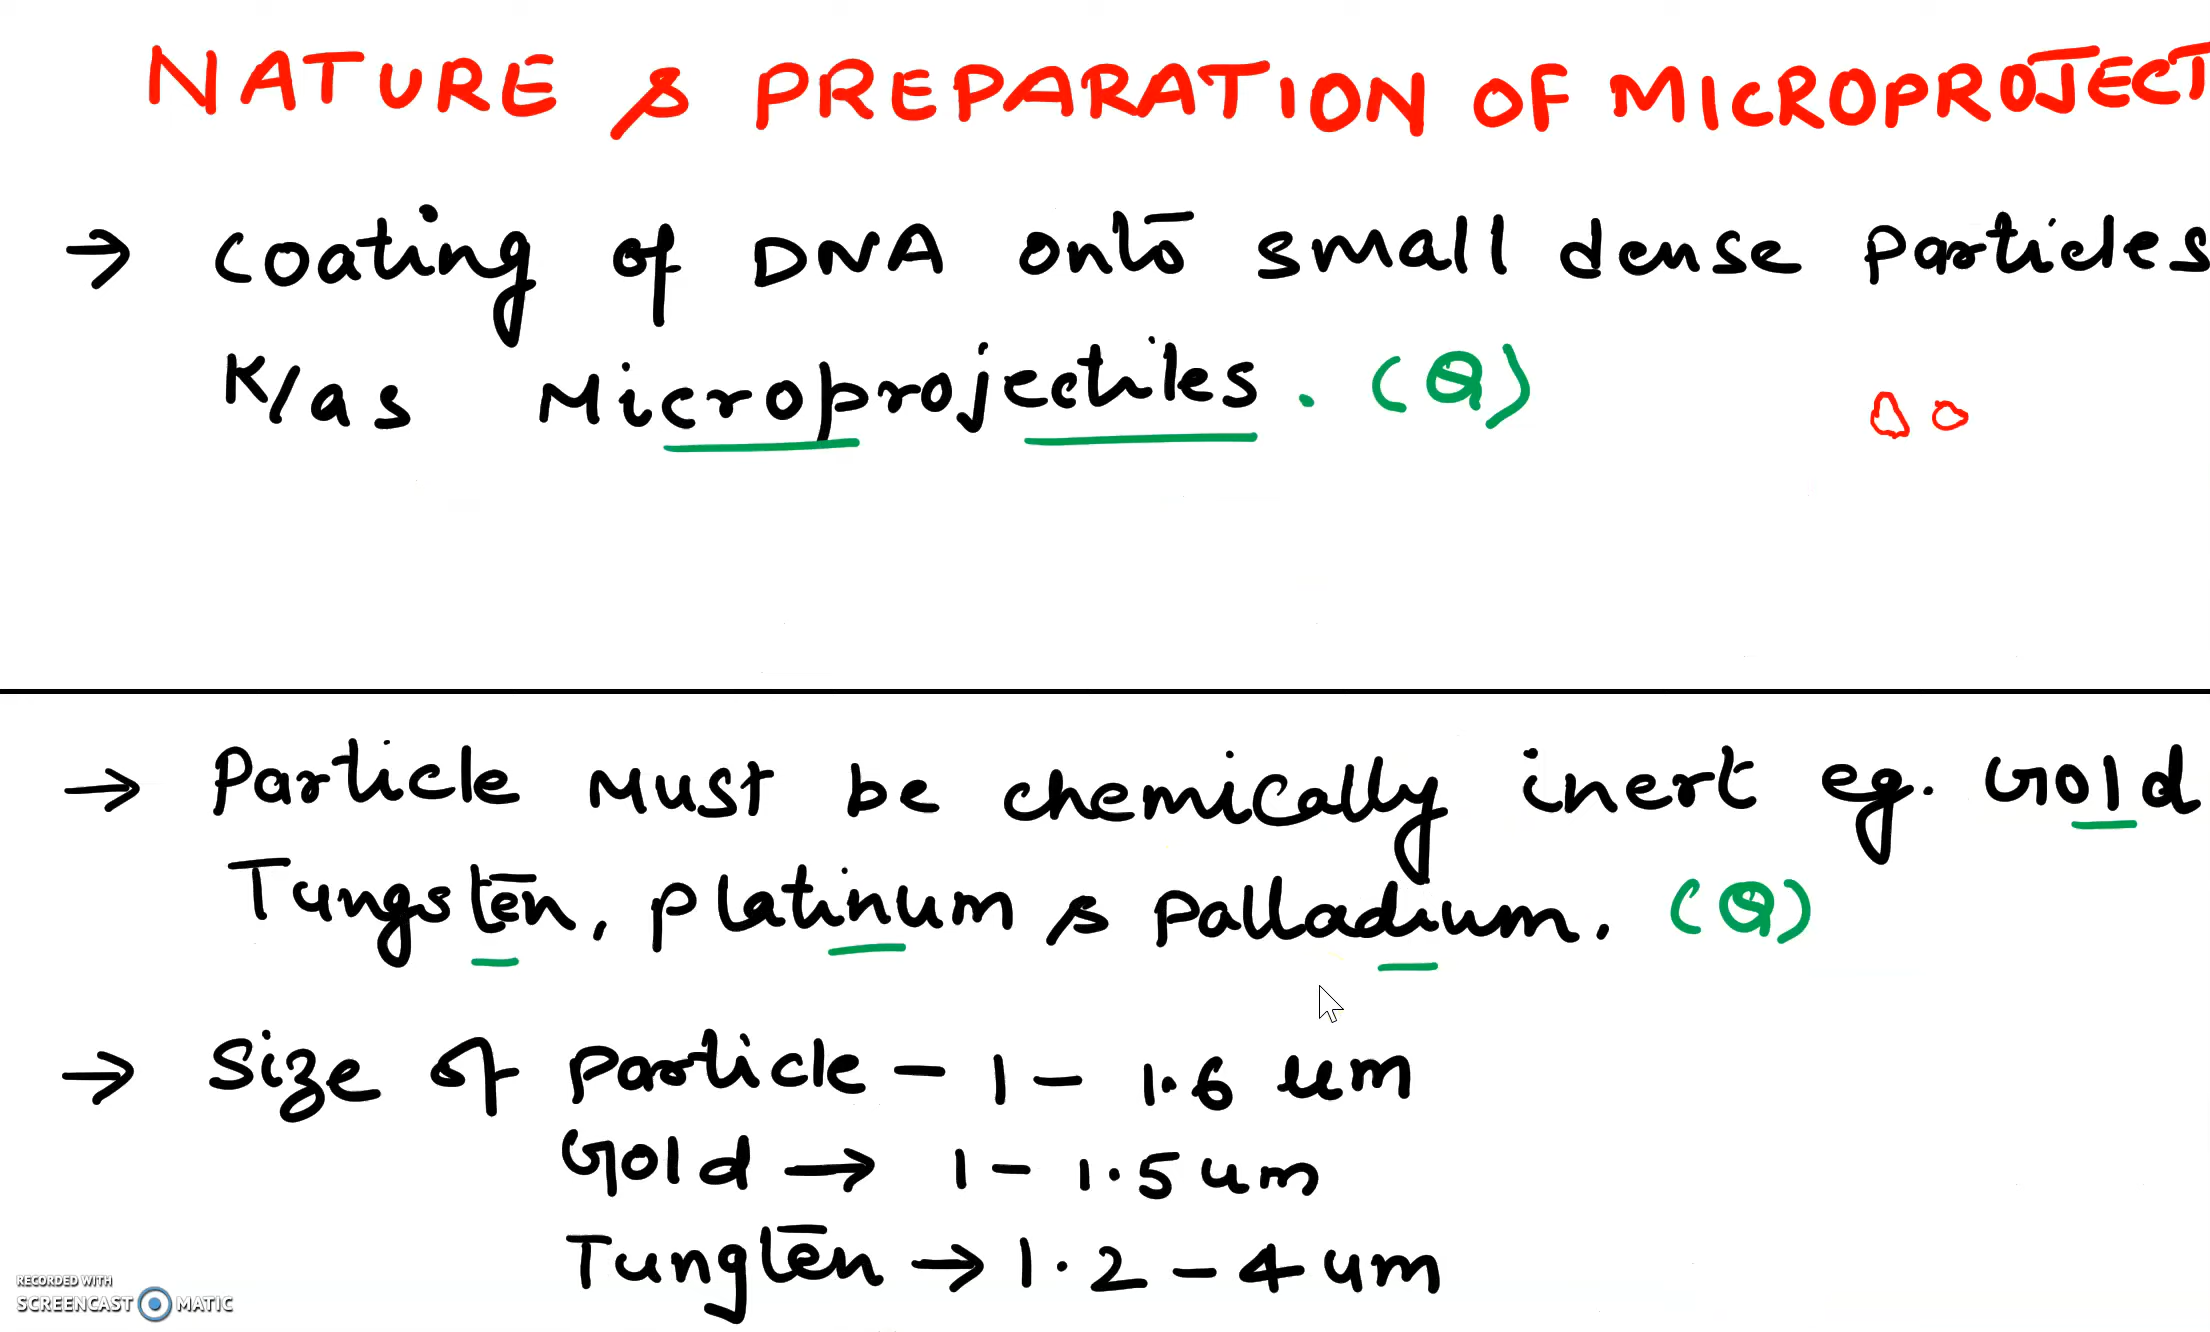 NATURE & PREPARATION OF MICROPROJECT
→ Coating of DNA onto small dense particles
K/as Microprojectiles. (Q)
→ Particle must be chemically inert eg. Gold
Tungsten, platinum & palladium. (Q)
→ Size of particle - 1 - 1.6 um
Gold → 1 - 1.5 um
Tungten → 1.2 - 4 um
RECORDED WITH
SCREENCAST MATIC